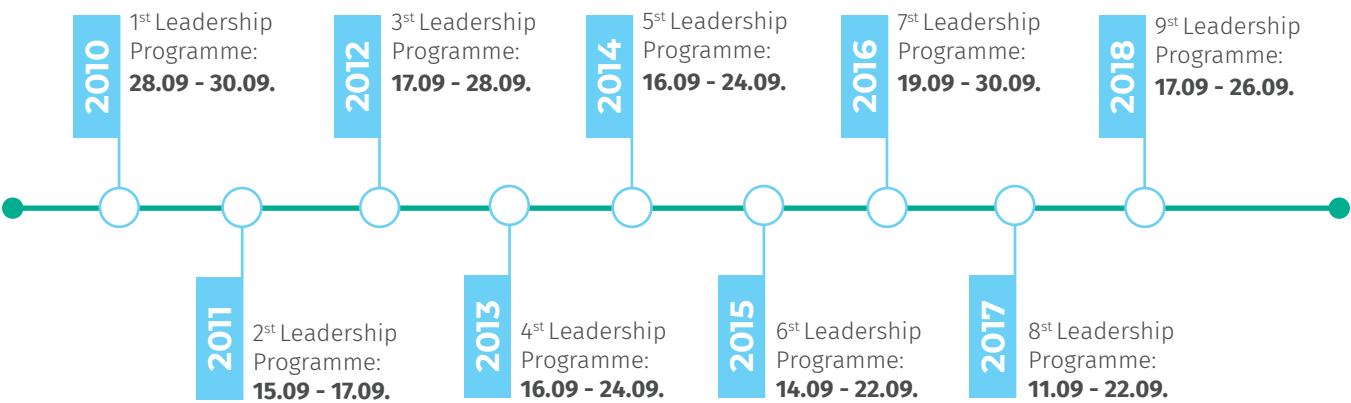 2010
1st Leadership
Programme:
28.09 - 30.09.
2011
2st Leadership
Programme:
15.09 - 17.09.
2012
3st Leadership
Programme:
17.09 - 28.09.
2013
4st Leadership
Programme:
16.09 - 24.09.
2014
5st Leadership
Programme:
16.09 - 24.09.
2015
6st Leadership
Programme:
14.09 - 22.09.
2016
7st Leadership
Programme:
19.09 - 30.09.
2017
8st Leadership
Programme:
11.09 - 22.09.
2018
9st Leadership
Programme:
17.09 - 26.09.